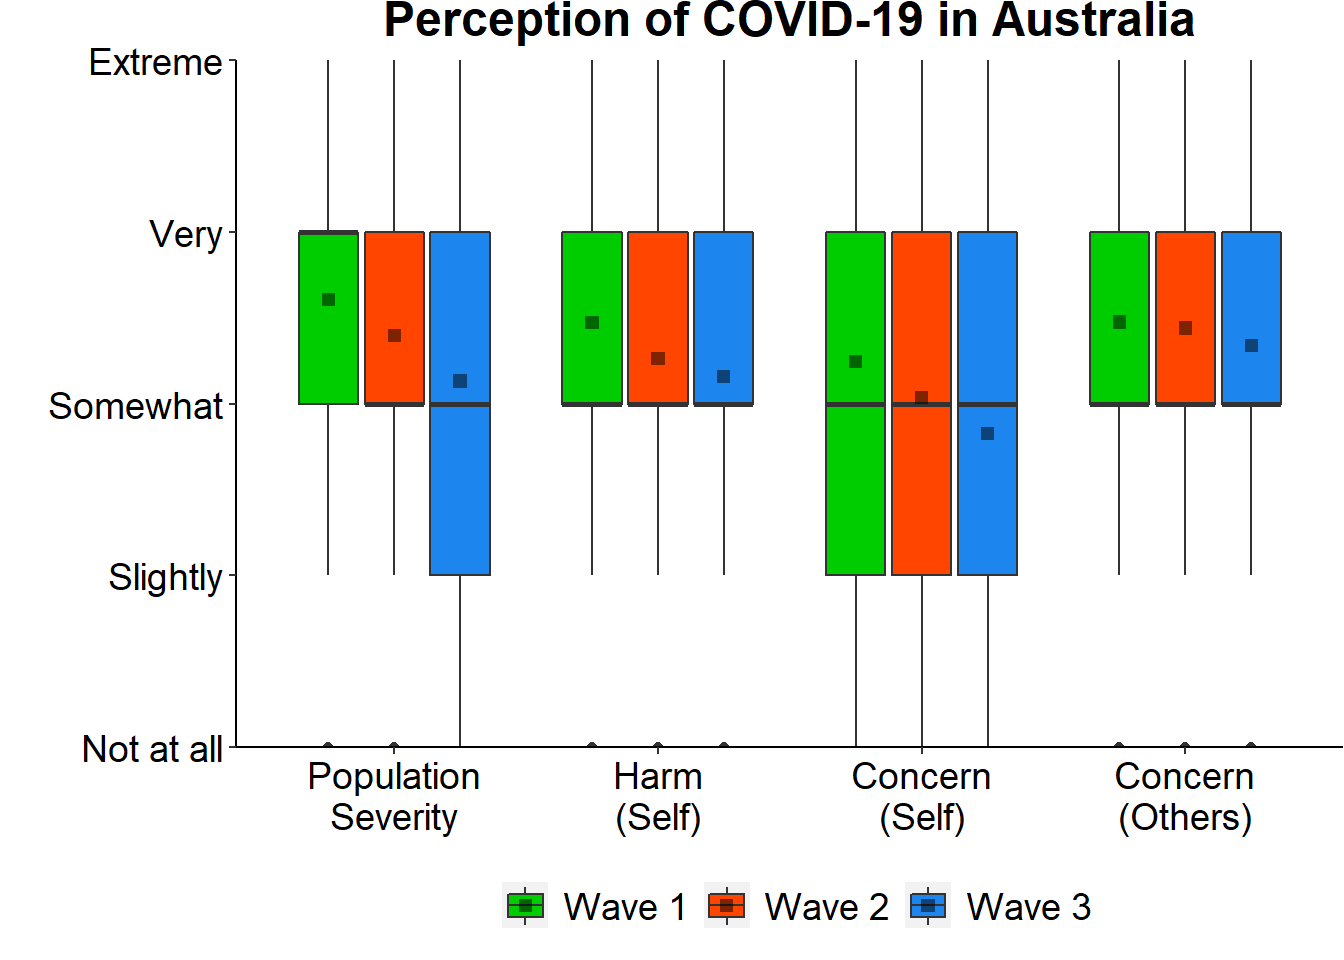 Perception of COVID-19 in Australia
Extreme
Very
Somewhat
Slightly
Not at all
Population
Severity
Harm
(Self)
Concern
(Self)
Concern
(Others)
Wave 1
Wave 2
Wave 3